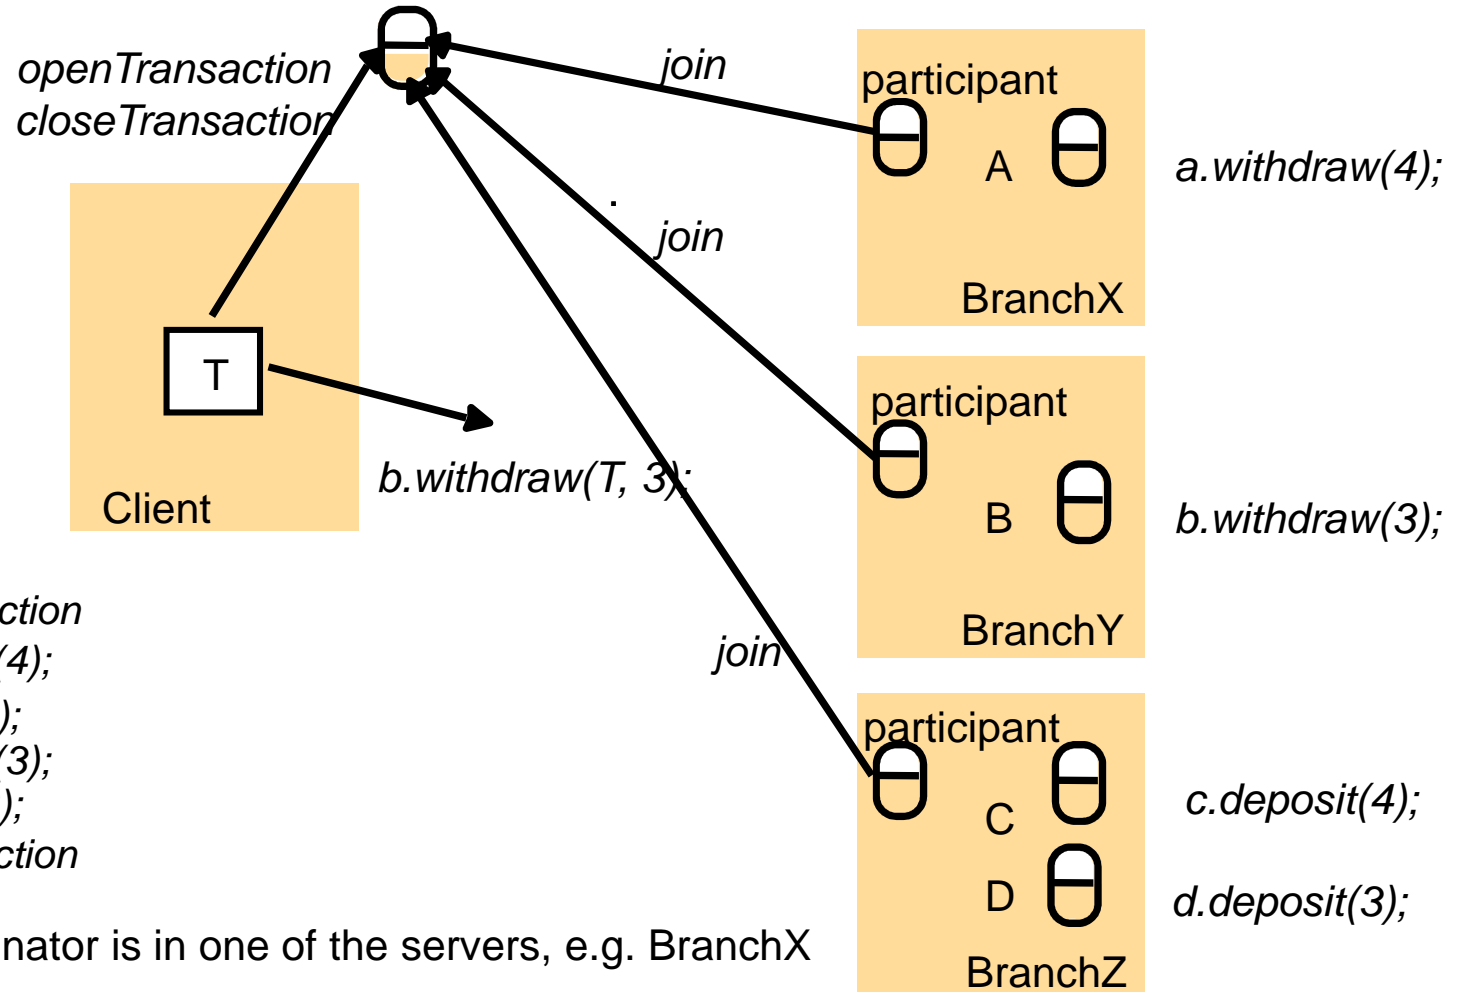 openTransaction
closeTransaction
join
participant
A
a.withdraw(4);
BranchX
join
T
Client
b.withdraw(T, 3);
participant
B
b.withdraw(3);
BranchY
join
participant
C
c.deposit(4);
D
d.deposit(3);
BranchZ
ction
(4);
);
(3);
);
ction
nator is in one of the servers, e.g. BranchX